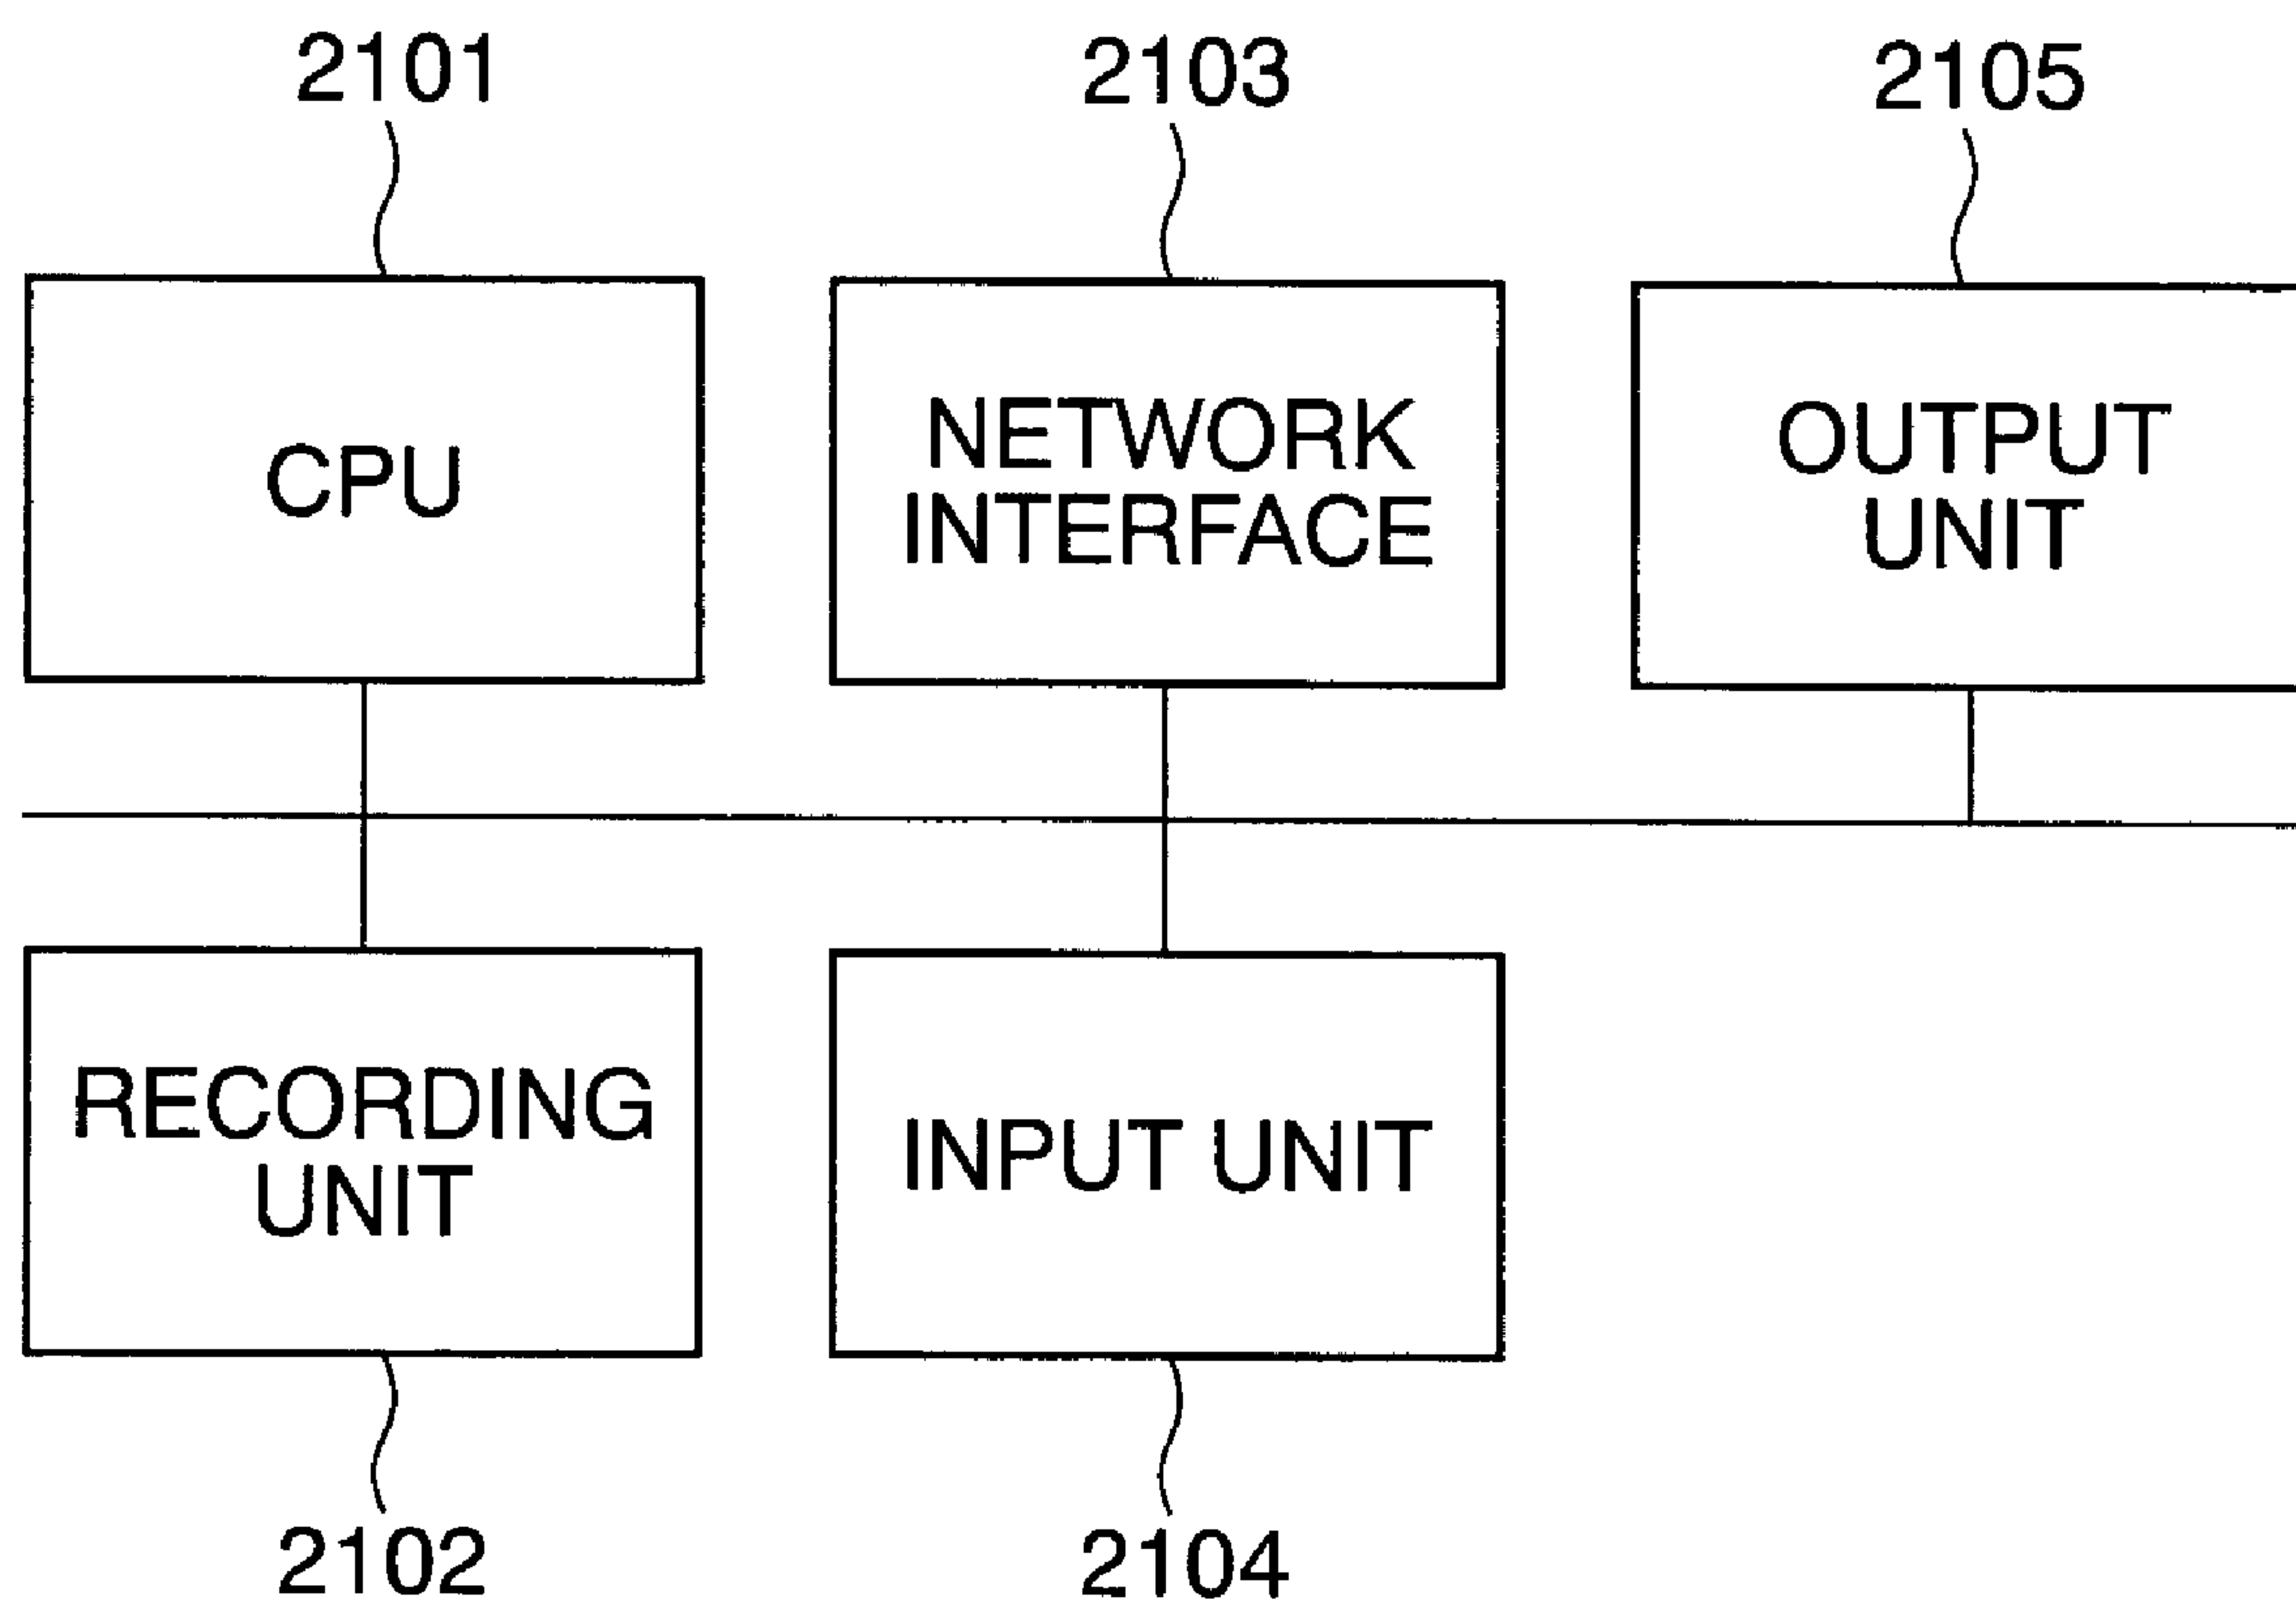 2101
2103
2105
CPU
NETWORK
INTERFACE
OUTPUT
UNIT
RECORDING
UNIT
INPUT UNIT
2102
2104